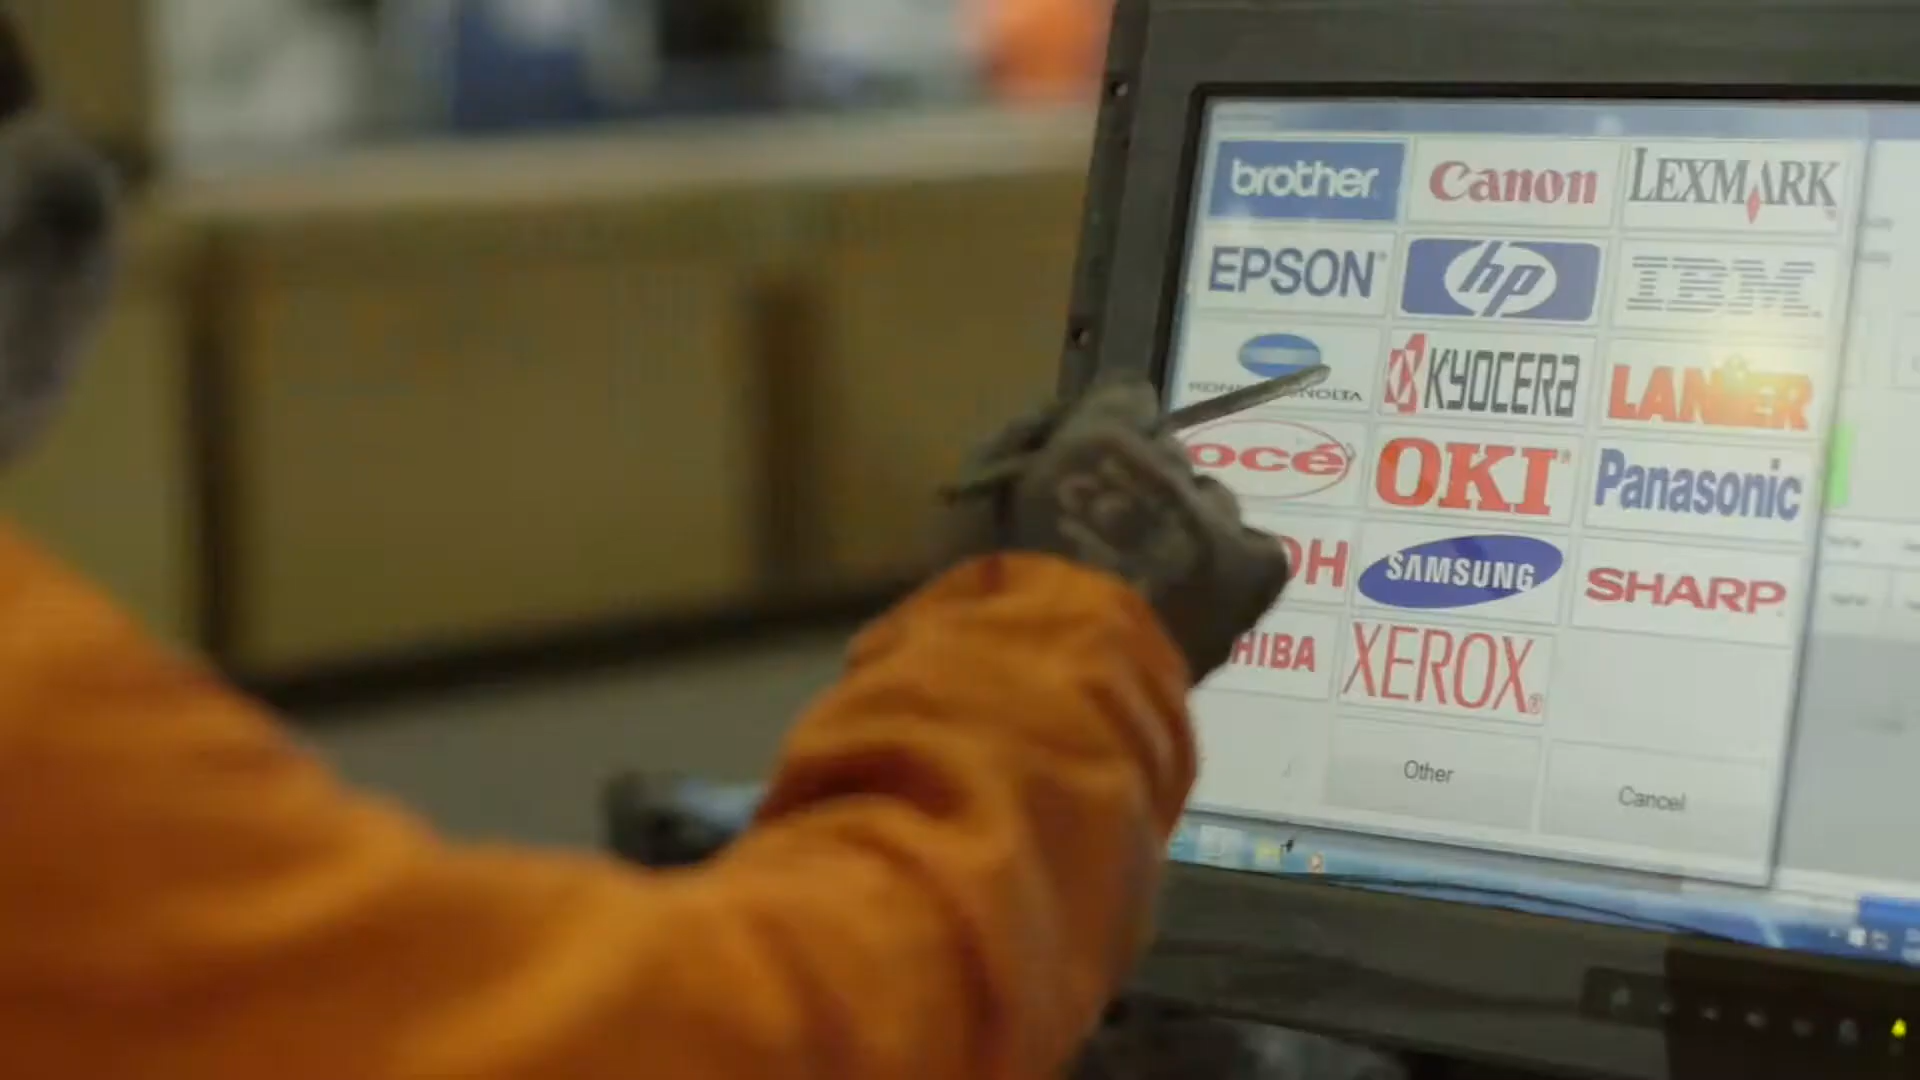 brother Canon LEXMARK
EPSON hp IBM
KYOCERA LANIER
océ OKI Panasonic
SAMSUNG SHARP
XEROX
Other
Cancel